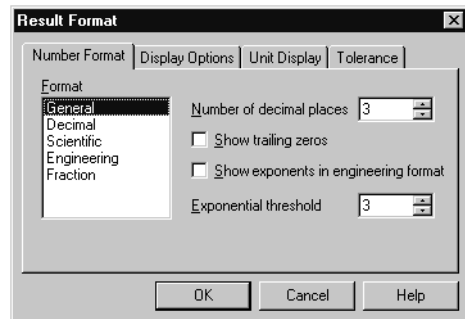 Result Format
Number Format
Display Options
Unit Display
Tolerance
Format
General
Decimal
Scientific
Engineering
Fraction
Number of decimal places 3
Show trailing zeros
Show exponents in engineering format
Exponential threshold 3
OK
Cancel
Help